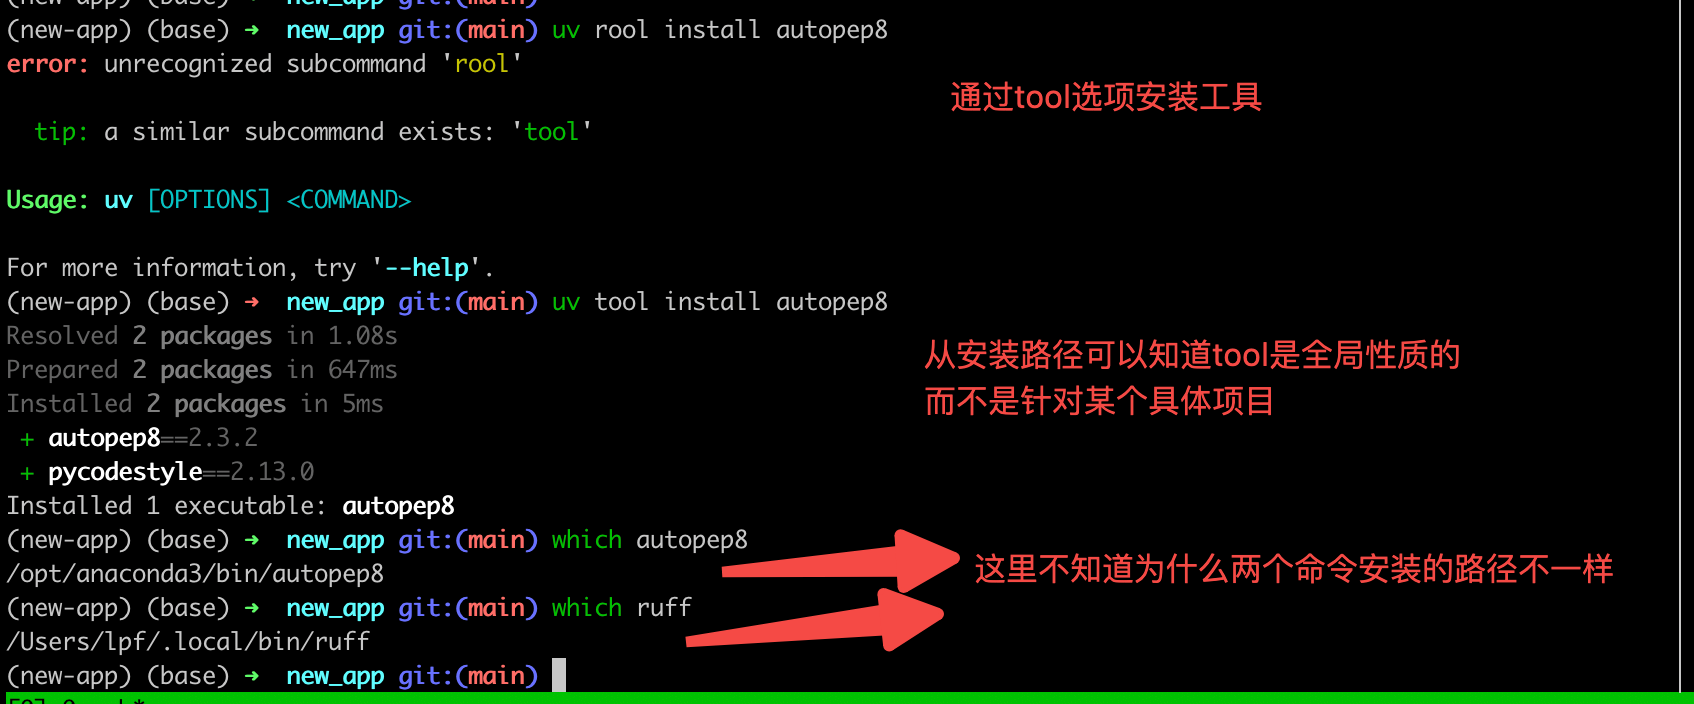 (new-app) (base) ➜ new_app git:(main)
(new-app) (base) ➜ new_app git:(main) uv rool install autopep8
error: unrecognized subcommand 'rool'
通过tool选项安装工具
tip: a similar subcommand exists: 'tool'
Usage: uv [OPTIONS] <COMMAND>
For more information, try '--help'.
(new-app) (base) ➜ new_app git:(main) uv tool install autopep8
Resolved 2 packages in 1.08s
从安装路径可以知道tool是全局性质的
Prepared 2 packages in 647ms
而不是针对某个具体项目
Installed 2 packages in 5ms
+ autopep8==2.3.2
+ pycodestyle==2.13.0
Installed 1 executable: autopep8
(new-app) (base) ➜ new_app git:(main) which autopep8
/opt/anaconda3/bin/autopep8
这里不知道为什么两个命令安装的路径不一样
(new-app) (base) ➜ new_app git:(main) which ruff
/Users/lpf/.local/bin/ruff
(new-app) (base) ➜ new_app git:(main)